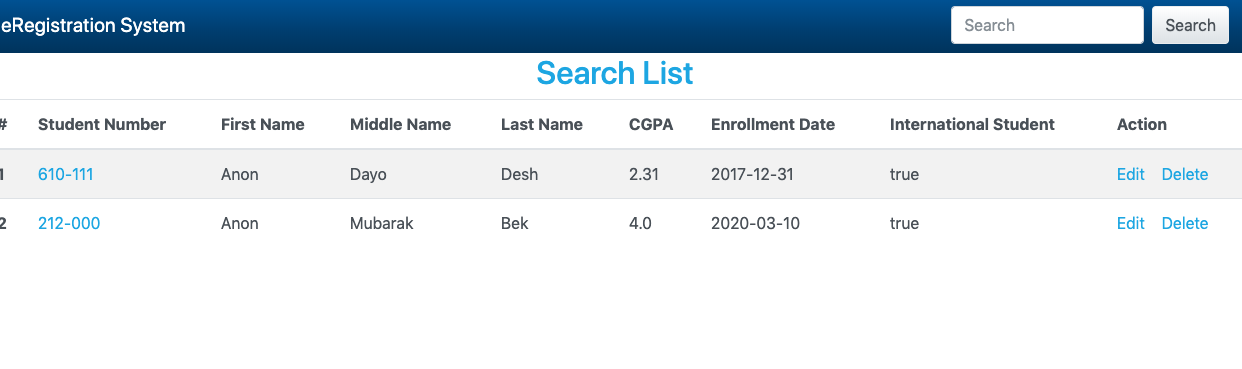 eRegistration System Search Search
Search List
# Student Number First Name Middle Name Last Name CGPA Enrollment Date International Student Action
1 610-111 Anon Dayo Desh 2.31 2017-12-31 true Edit Delete
2 212-000 Anon Mubarak Bek 4.0 2020-03-10 true Edit Delete